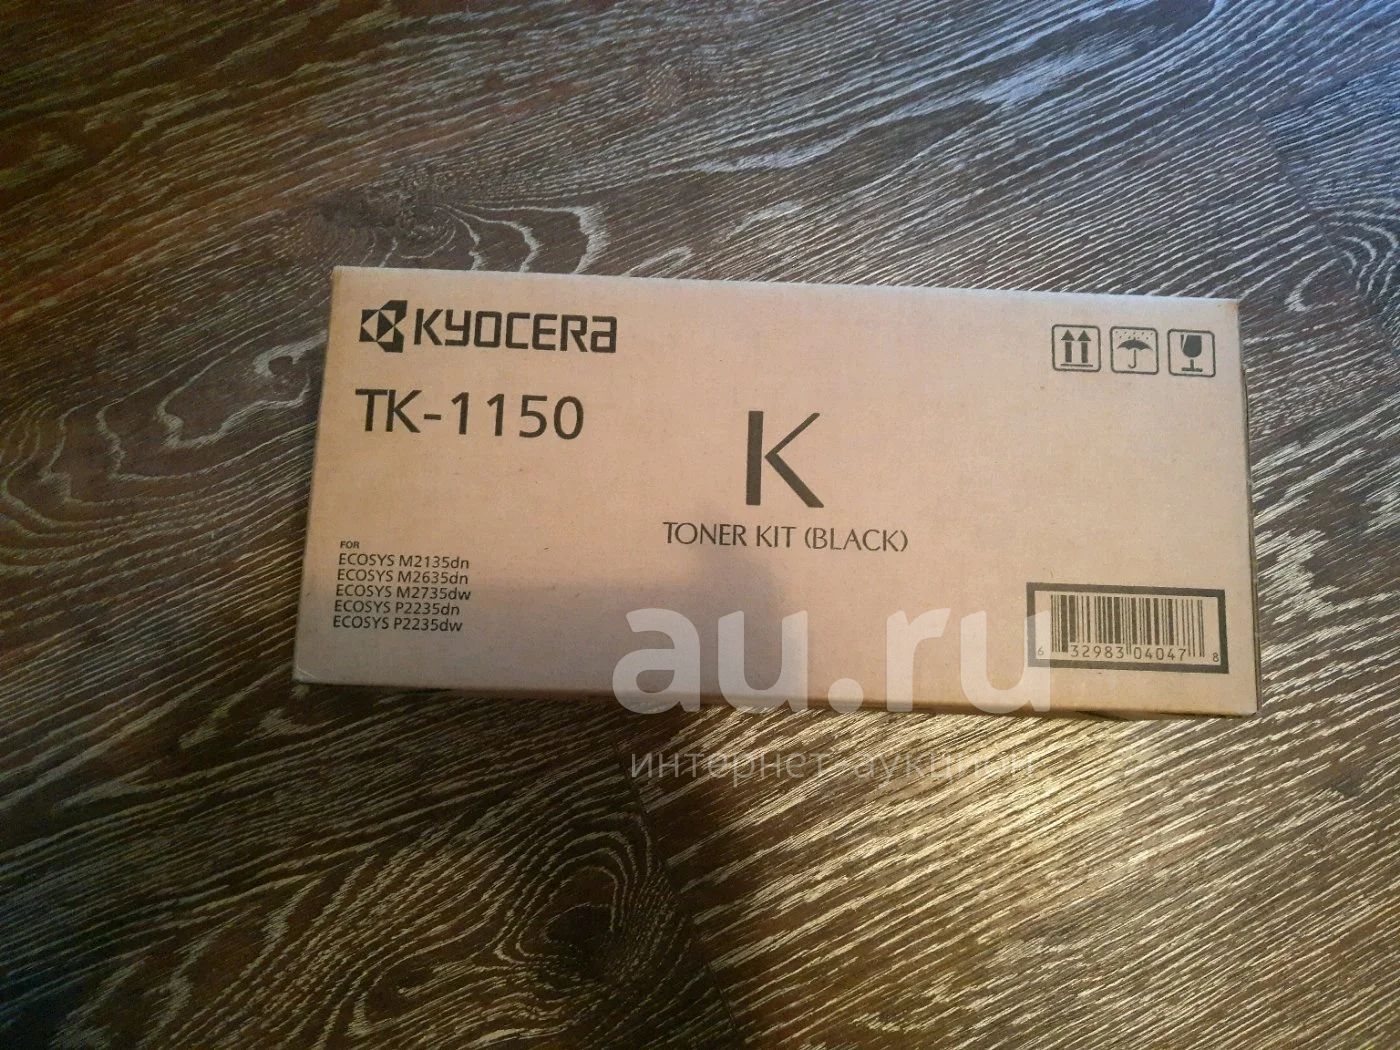 KYOCERA
TK-1150
K
TONER KIT (BLACK)
FOR
ECOSYS M2135dn
ECOSYS M2635dn
ECOSYS M2735dw
ECOSYS P2235dn
ECOSYS P2235dw
6 32983 04047 8
au.ru
интернет-аукцион